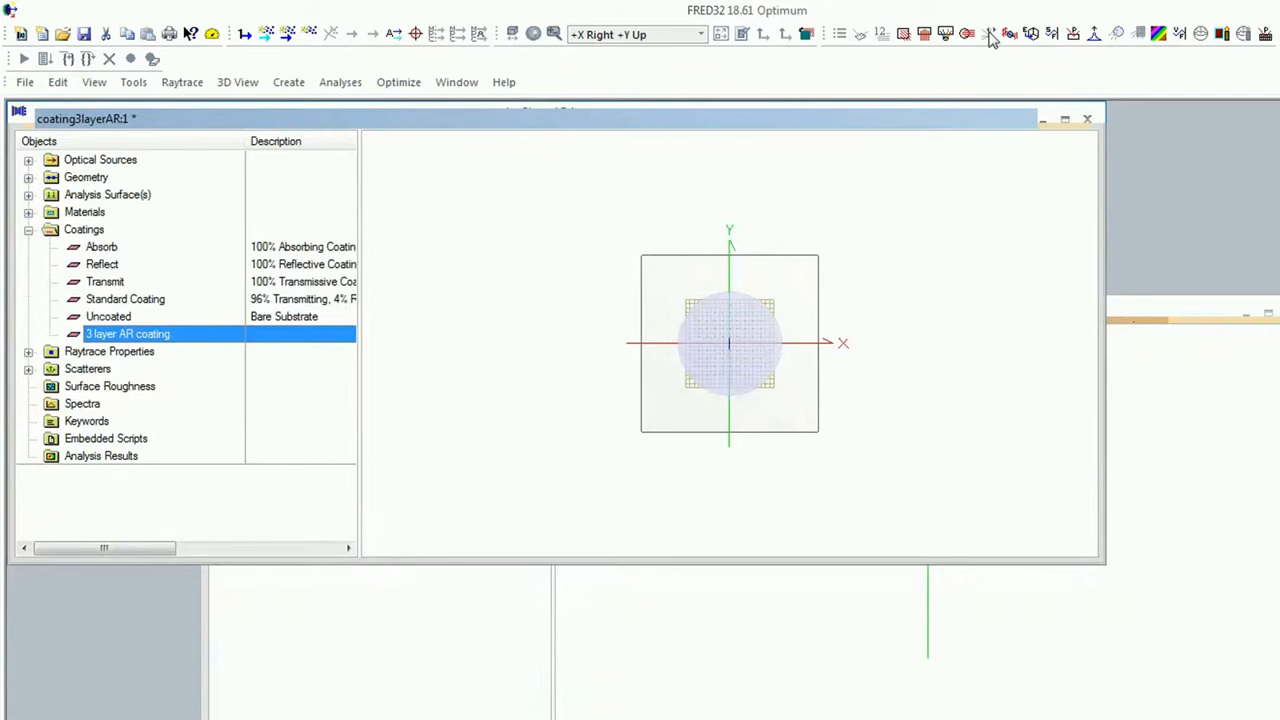 FRED32 18.61 Optimum
+X Right +Y Up
File Edit View Tools Raytrace 3D View Create Analyses Optimize Window Help
coating3layerAR:1 *
Objects Description
Optical Sources
Geometry
Analysis Surface(s)
Materials
Coatings
Absorb 100% Absorbing Coatin
Reflect 100% Reflective Coatin
Transmit 100% Transmissive Coa
Standard Coating 96% Transmitting, 4% R
Uncoated Bare Substrate
3 layer AR coating
Raytrace Properties
Scatterers
Surface Roughness
Spectra
Keywords
Embedded Scripts
Analysis Results
Y
X